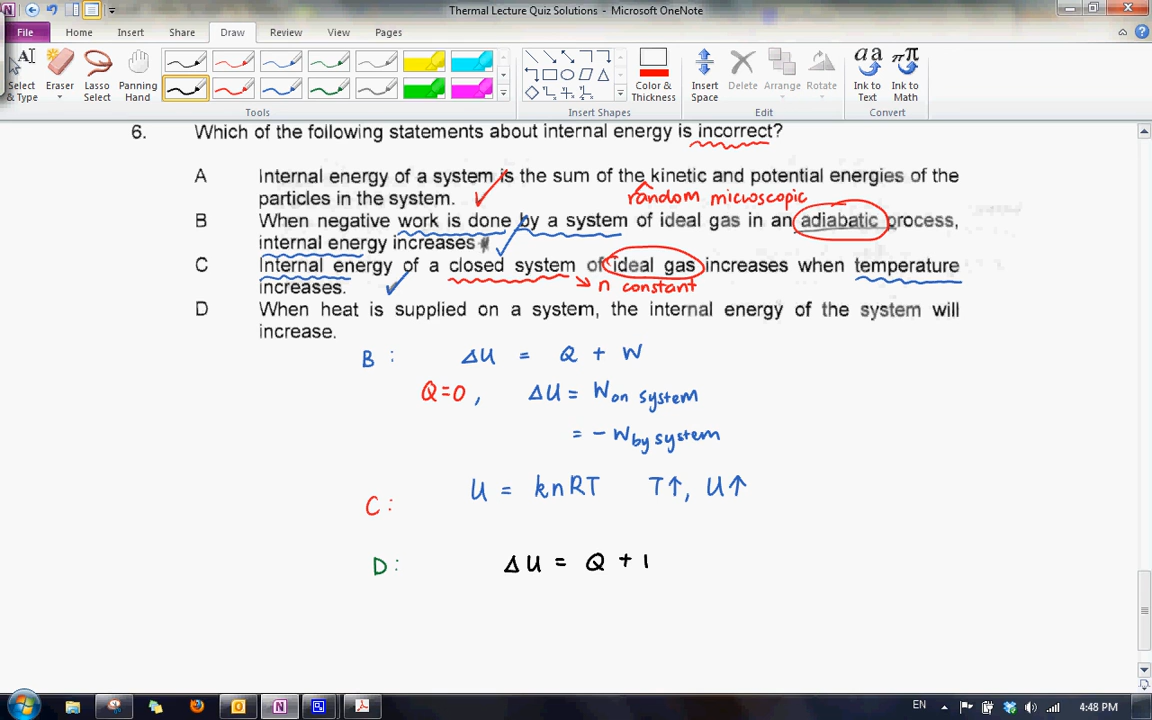 Thermal Lecture Quiz Solutions - Microsoft OneNote
File Home Insert Share Draw Review View Pages
Select & Type
Eraser
Lasso Select
Panning Hand
Color & Thickness
Insert Space
Delete
Arrange
Rotate
Ink to Text
Ink to Math
Tools
Insert Shapes
Edit
Convert
6. Which of the following statements about internal energy is incorrect?
A Internal energy of a system is the sum of the kinetic and potential energies of the
particles in the system.
random microscopic
B When negative work is done by a system of ideal gas in an adiabatic process,
internal energy increases
C Internal energy of a closed system of ideal gas increases when temperature
increases.
n constant
D When heat is supplied on a system, the internal energy of the system will
increase.
B : ΔU = Q + W
Q=0, ΔU = W on system
= - W by system
C: U = knRT T↑, U↑
D: ΔU = Q + I
EN 4:48 PM